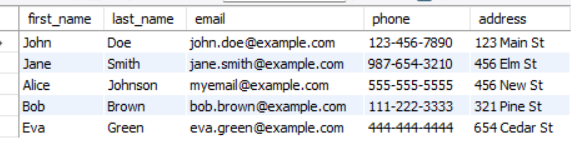 first_name last_name email phone address
John Doe john.doe@example.com 123-456-7890 123 Main St
Jane Smith jane.smith@example.com 987-654-3210 456 Elm St
Alice Johnson myemail@example.com 555-555-5555 456 New St
Bob Brown bob.brown@example.com 111-222-3333 321 Pine St
Eva Green eva.green@example.com 444-444-4444 654 Cedar St